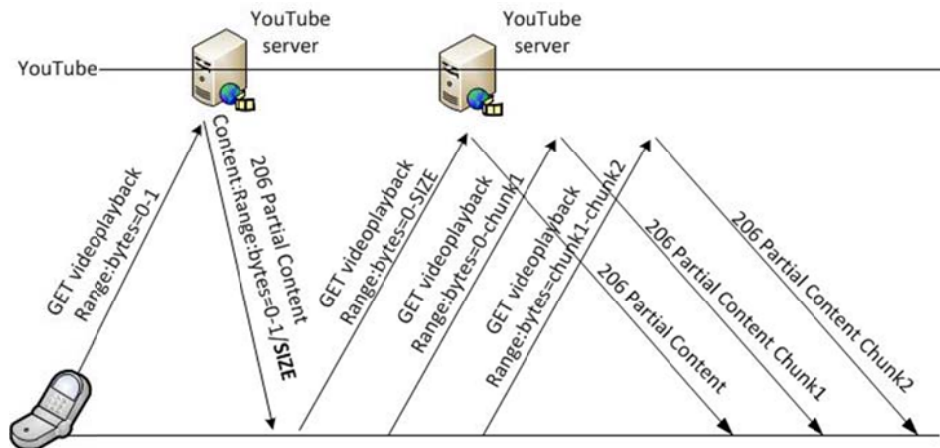 YouTube
server
YouTube
server
YouTube
GET videoplayback
Range:bytes=0-1
206 Partial Content
Content:Range:bytes=0-1/SIZE
GET videoplayback
Range:bytes=0-SIZE
GET videoplayback
Range:bytes=0-chunk1
GET videoplayback
Range:bytes=chunk1-chunk2
206 Partial Content
206 Partial Content Chunk1
206 Partial Content Chunk2